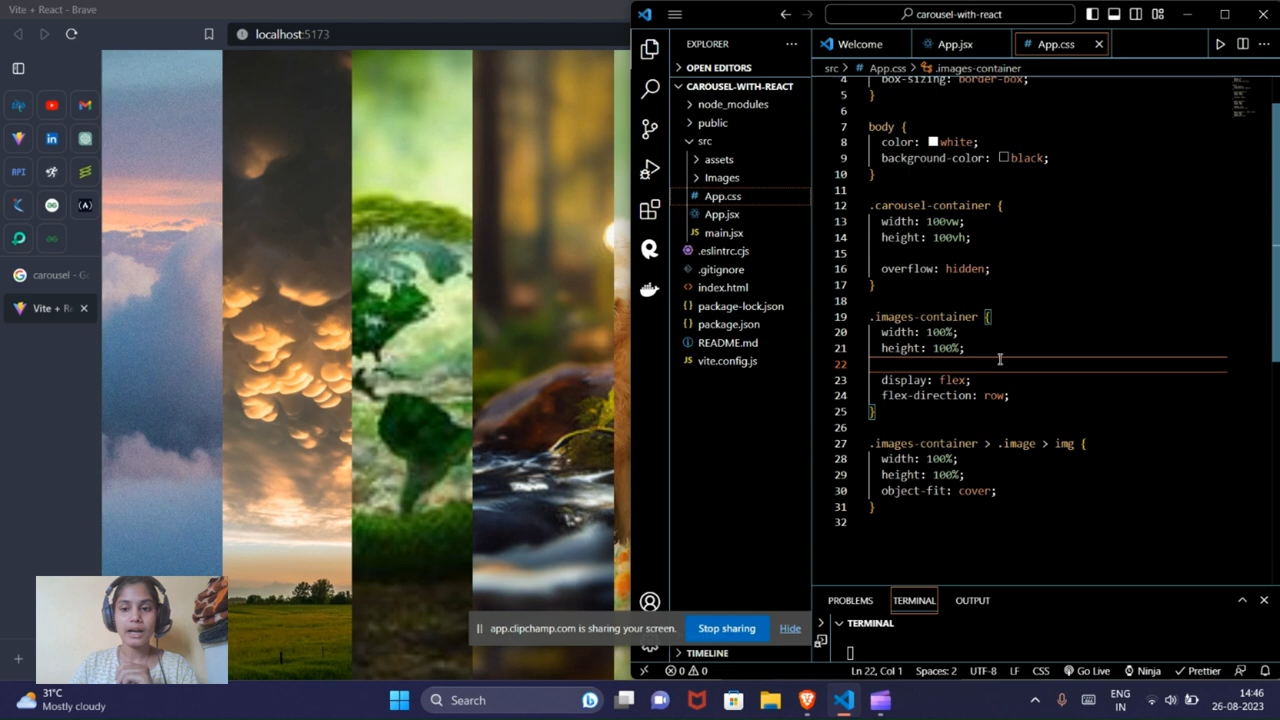 Vite + React - Brave
localhost:5173
RPI
(A)
carousel - G
Vite + R
carousel-with-react
EXPLORER
OPEN EDITORS
CAROUSEL-WITH-REACT
node_modules
public
src
assets
Images
# App.css
App.jsx
JS main.jsx
.eslintrc.cjs
.gitignore
<> index.html
{} package-lock.json
{} package.json
README.md
JS vite.config.js
TIMELINE
Welcome
App.jsx
# App.css
src > # App.css > .images-container
4 box-sizing: border-box;
5 }
6
7 body {
8 color: white;
9 background-color: black;
10 }
11
12 .carousel-container {
13 width: 100vw;
14 height: 100vh;
15
16 overflow: hidden;
17 }
18
19 .images-container {
20 width: 100%;
21 height: 100%;
22
23 display: flex;
24 flex-direction: row;
25 }
26
27 .images-container > .image > img {
28 width: 100%;
29 height: 100%;
30 object-fit: cover;
31 }
32
PROBLEMS TERMINAL OUTPUT
TERMINAL
app.clipchamp.com is sharing your screen. Stop sharing Hide
0 0 Ln 22, Col 1 Spaces: 2 UTF-8 LF CSS Go Live Ninja Prettier
31°C
Mostly cloudy
Search
ENG
IN
14:46
26-08-2023